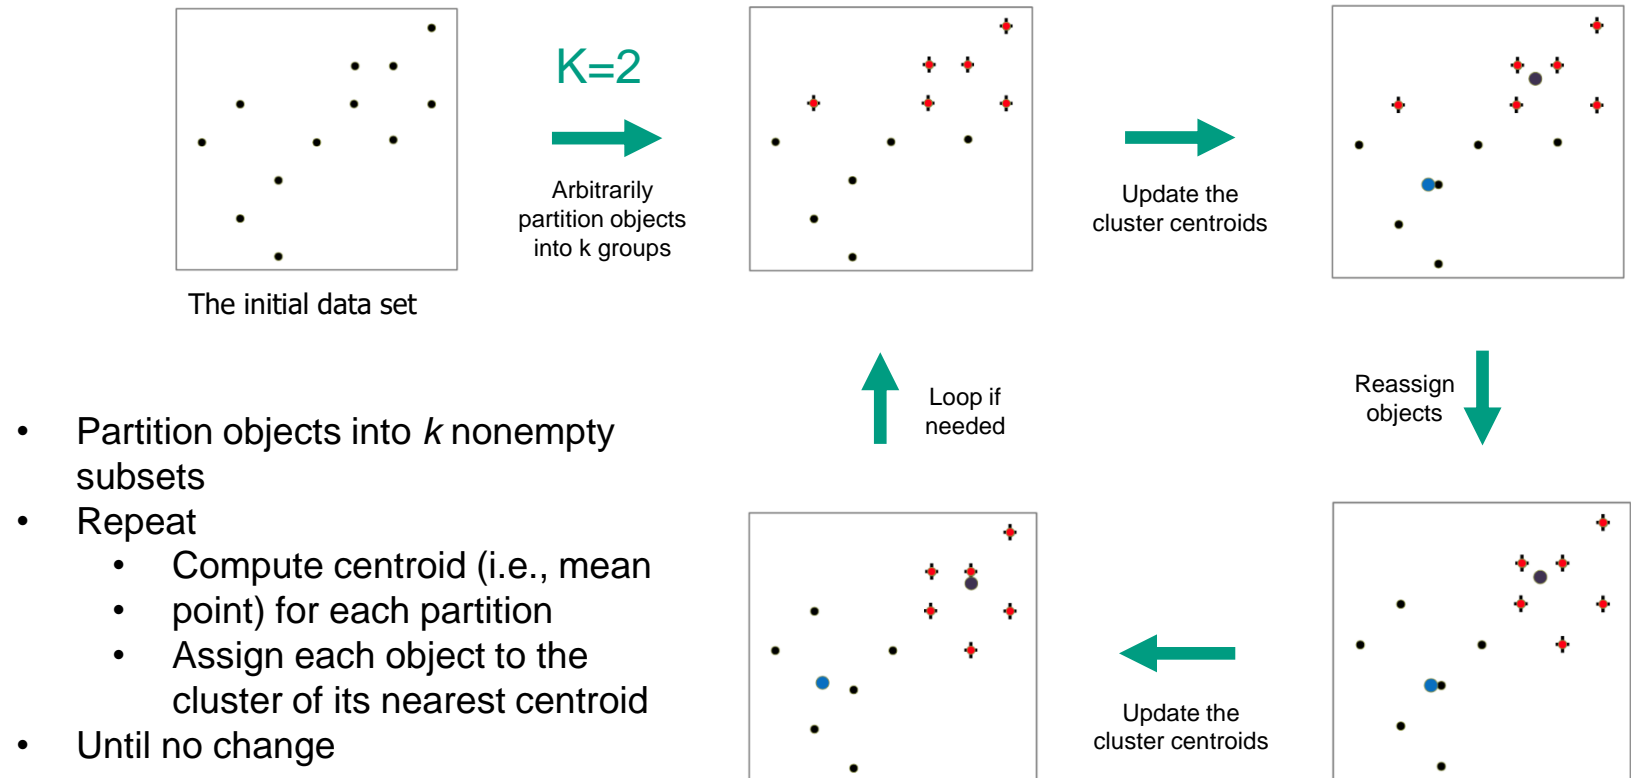 K=2
Arbitrarily
partition objects
into k groups
Update the
cluster centroids
The initial data set
Loop if
needed
Reassign
objects
• Partition objects into k nonempty
subsets
• Repeat
• Compute centroid (i.e., mean
• point) for each partition
• Assign each object to the
cluster of its nearest centroid
• Until no change
Update the
cluster centroids